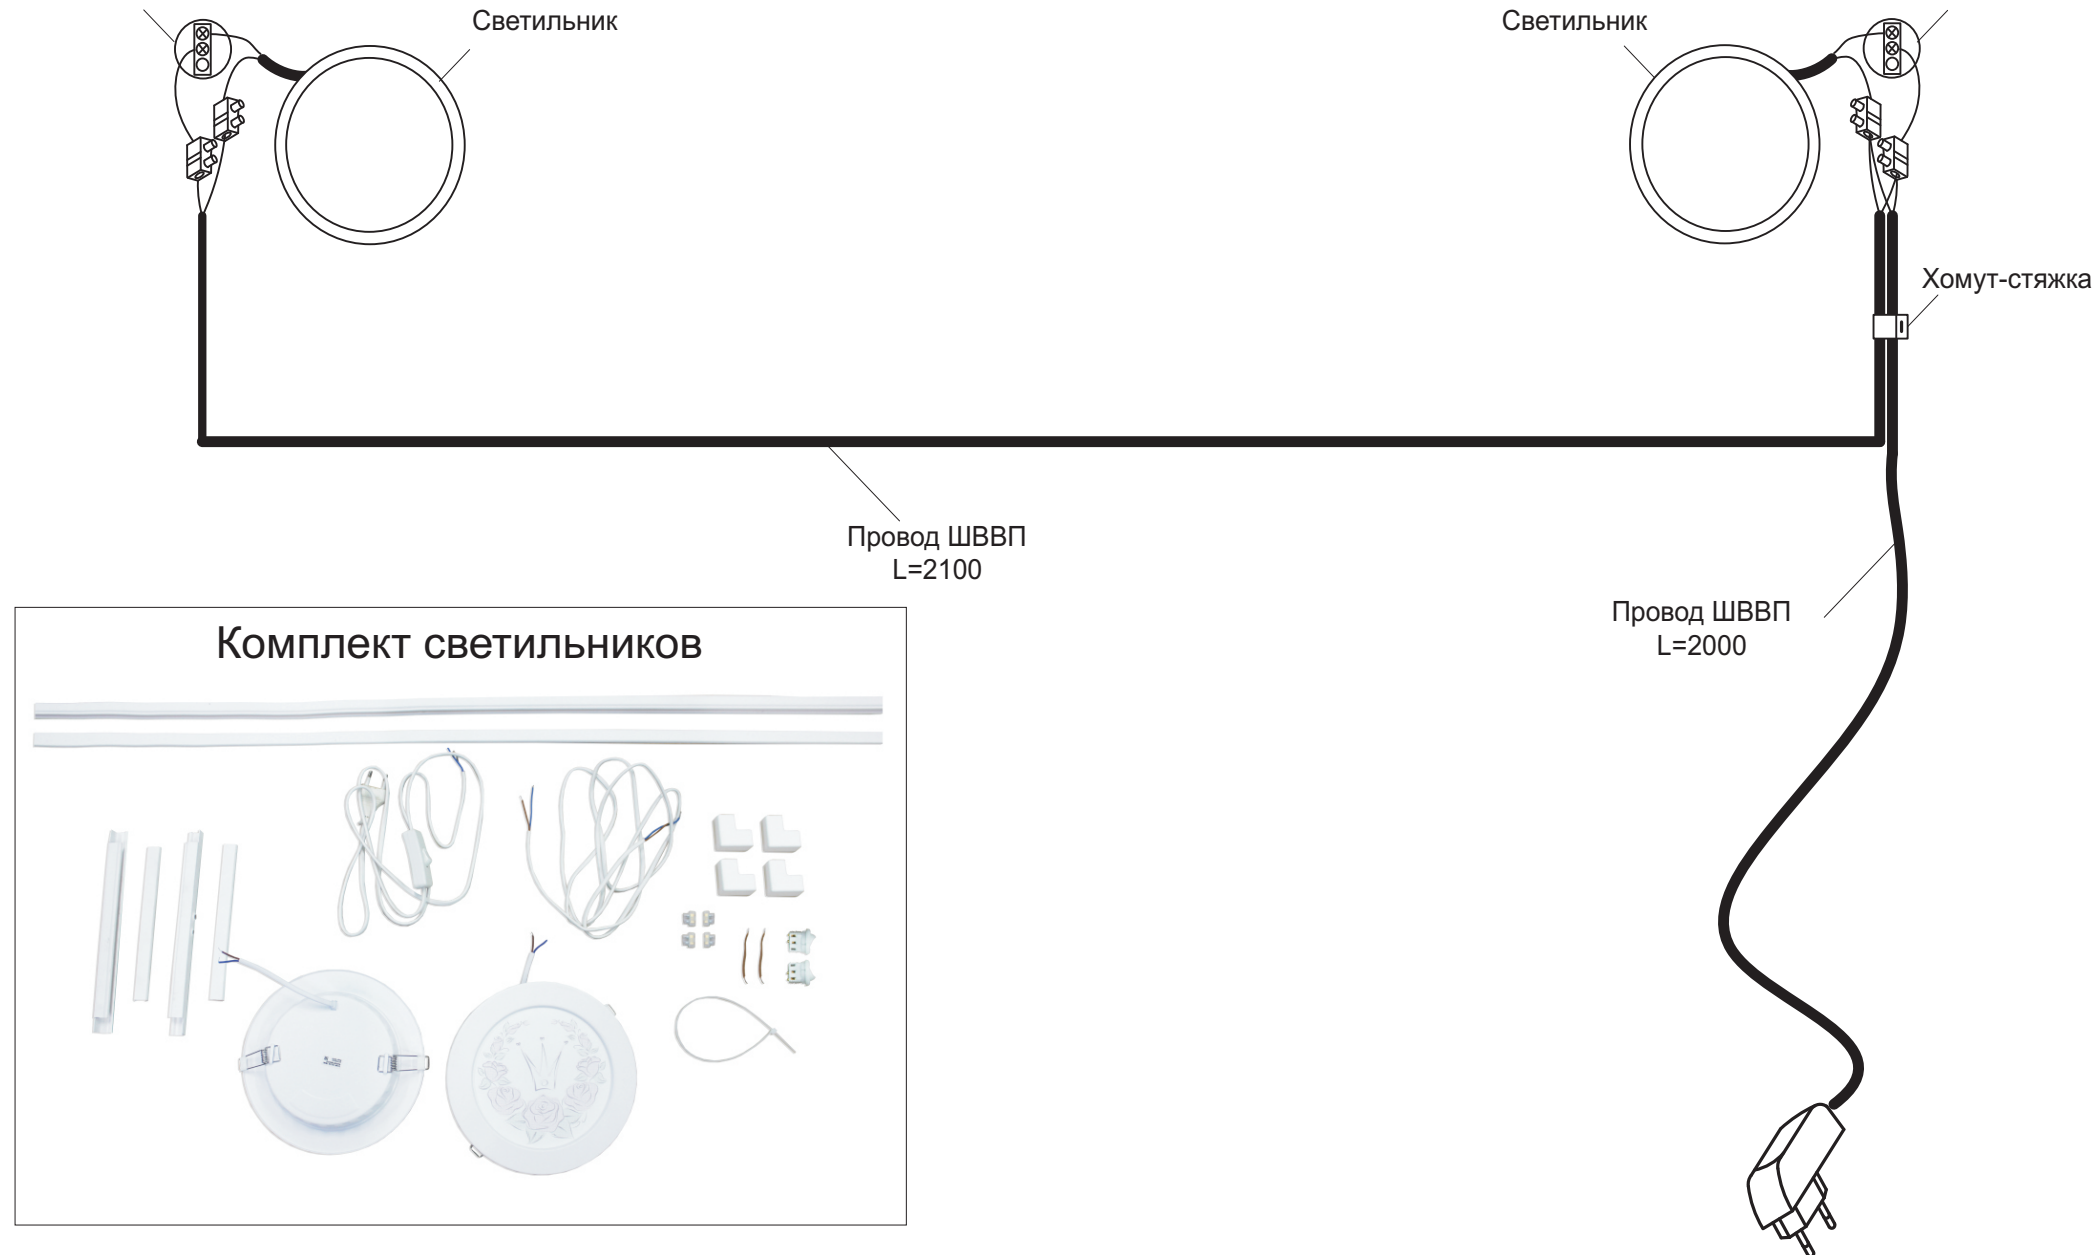 Светильник
Светильник
Хомут-стяжка
Провод ШВВП
L=2100
Провод ШВВП
L=2000
Комплект светильников